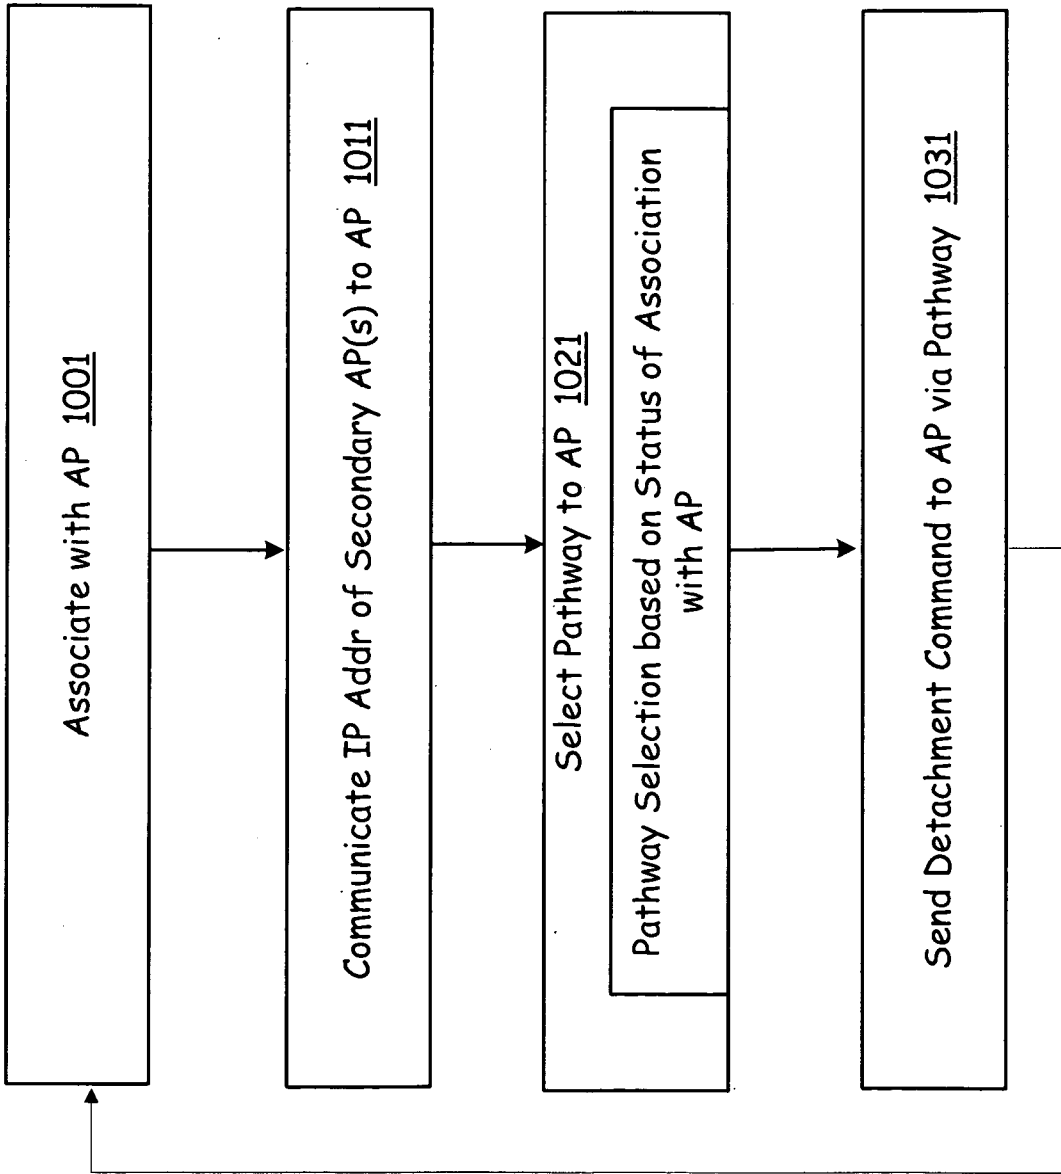 Associate with AP 1001
Communicate IP Addr of Secondary AP(s) to AP 1011
Select Pathway to AP 1021
Pathway Selection based on Status of Association
with AP
Send Detachment Command to AP via Pathway 1031